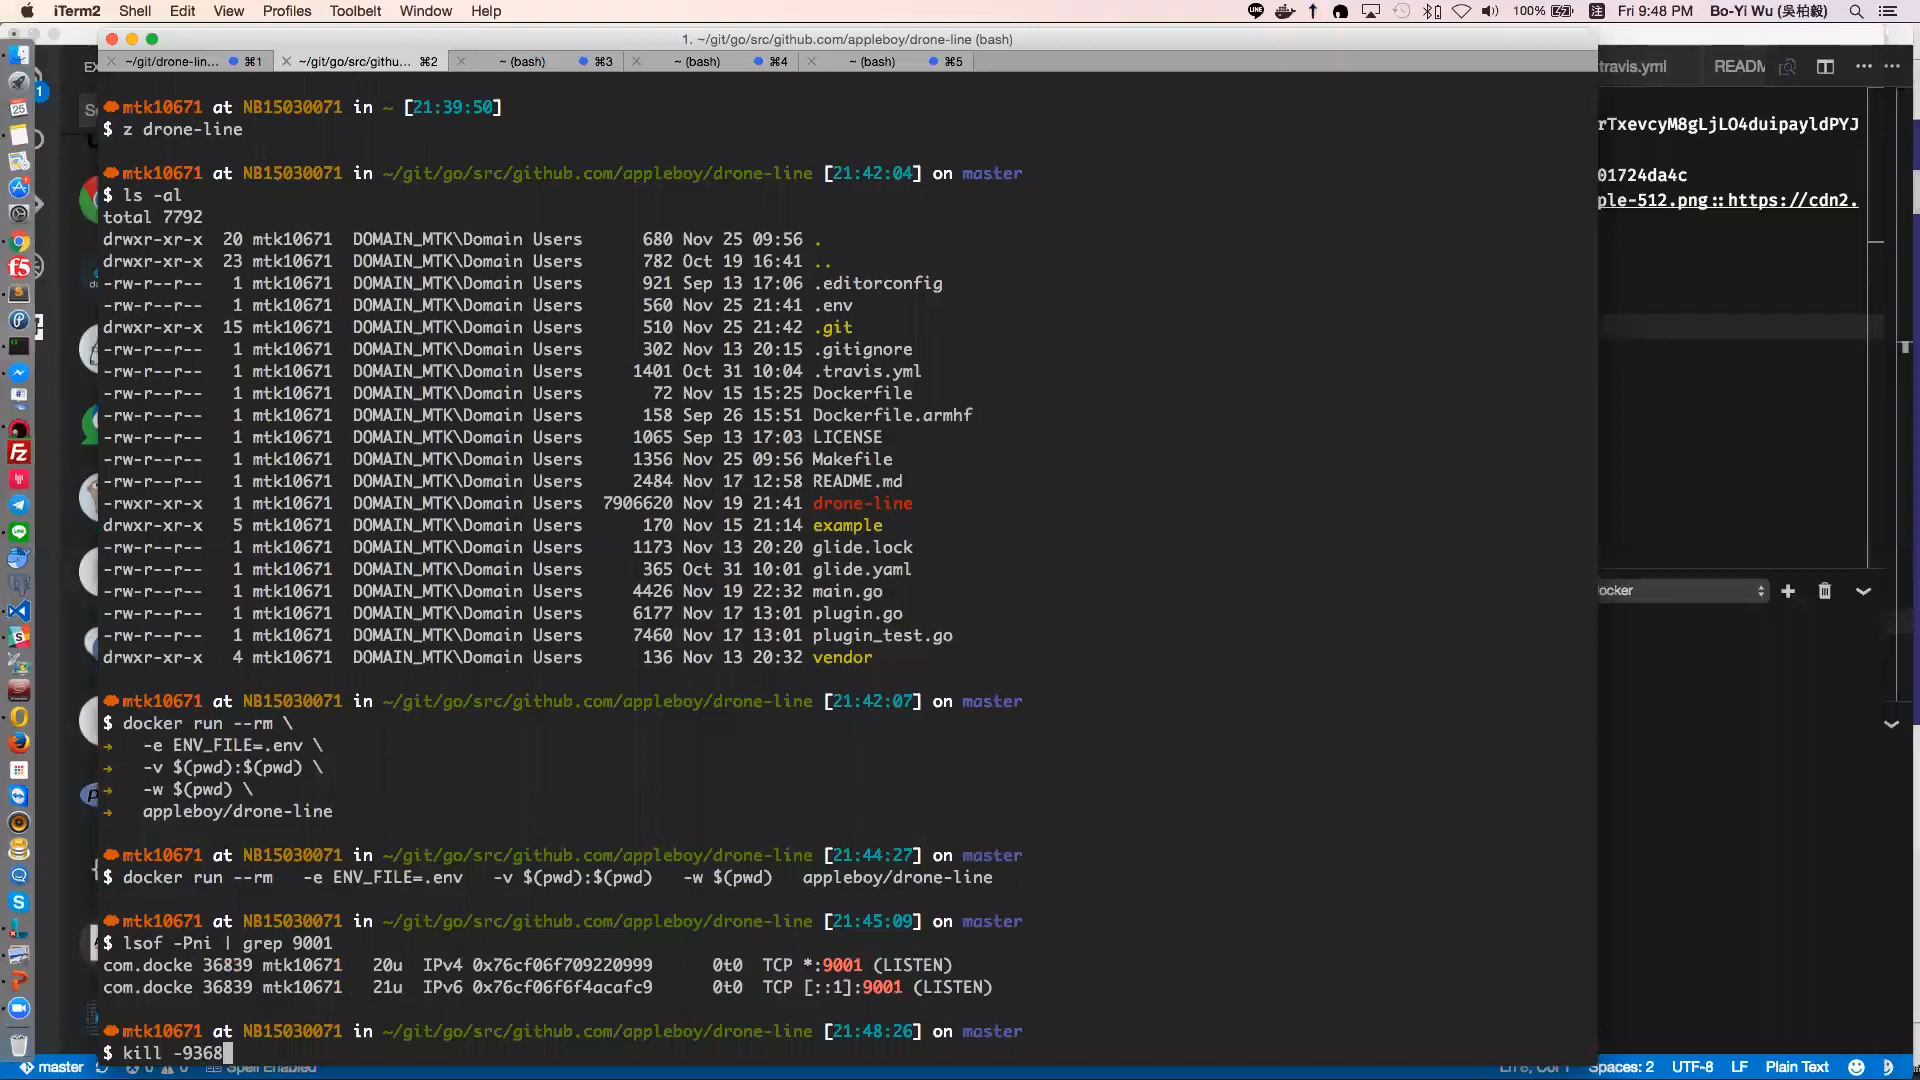 iTerm2 Shell Edit View Profiles Toolbelt Window Help 100% 注 Fri 9:48 PM Bo-Yi Wu (吳柏毅)
1. ~/git/go/src/github.com/appleboy/drone-line (bash)
~/git/drone-lin... ⌘1 ~/git/go/src/githu... ⌘2 ~ (bash) ⌘3 ~ (bash) ⌘4 ~ (bash) ⌘5
travis.yml READM
mtk10671 at NB15030071 in ~ [21:39:50]
$ z drone-line
rTxevcyM8gLjLO4duipayldPYJ
mtk10671 at NB15030071 in ~/git/go/src/github.com/appleboy/drone-line [21:42:04] on master
01724da4c
$ ls -al
ple-512.png::https://cdn2.
total 7792
drwxr-xr-x 20 mtk10671 DOMAIN_MTK\Domain Users 680 Nov 25 09:56 .
drwxr-xr-x 23 mtk10671 DOMAIN_MTK\Domain Users 782 Oct 19 16:41 ..
-rw-r--r-- 1 mtk10671 DOMAIN_MTK\Domain Users 921 Sep 13 17:06 .editorconfig
-rw-r--r-- 1 mtk10671 DOMAIN_MTK\Domain Users 560 Nov 25 21:41 .env
drwxr-xr-x 15 mtk10671 DOMAIN_MTK\Domain Users 510 Nov 25 21:42 .git
-rw-r--r-- 1 mtk10671 DOMAIN_MTK\Domain Users 302 Nov 13 20:15 .gitignore
-rw-r--r-- 1 mtk10671 DOMAIN_MTK\Domain Users 1401 Oct 31 10:04 .travis.yml
-rw-r--r-- 1 mtk10671 DOMAIN_MTK\Domain Users 72 Nov 15 15:25 Dockerfile
-rw-r--r-- 1 mtk10671 DOMAIN_MTK\Domain Users 158 Sep 26 15:51 Dockerfile.armhf
-rw-r--r-- 1 mtk10671 DOMAIN_MTK\Domain Users 1065 Sep 13 17:03 LICENSE
-rw-r--r-- 1 mtk10671 DOMAIN_MTK\Domain Users 1356 Nov 25 09:56 Makefile
-rw-r--r-- 1 mtk10671 DOMAIN_MTK\Domain Users 2484 Nov 17 12:58 README.md
-rwxr-xr-x 1 mtk10671 DOMAIN_MTK\Domain Users 7906620 Nov 19 21:41 drone-line
drwxr-xr-x 5 mtk10671 DOMAIN_MTK\Domain Users 170 Nov 15 21:14 example
-rw-r--r-- 1 mtk10671 DOMAIN_MTK\Domain Users 1173 Nov 13 20:20 glide.lock
-rw-r--r-- 1 mtk10671 DOMAIN_MTK\Domain Users 365 Oct 31 10:01 glide.yaml
-rw-r--r-- 1 mtk10671 DOMAIN_MTK\Domain Users 4426 Nov 19 22:32 main.go
ocker
-rw-r--r-- 1 mtk10671 DOMAIN_MTK\Domain Users 6177 Nov 17 13:01 plugin.go
-rw-r--r-- 1 mtk10671 DOMAIN_MTK\Domain Users 7460 Nov 17 13:01 plugin_test.go
drwxr-xr-x 4 mtk10671 DOMAIN_MTK\Domain Users 136 Nov 13 20:32 vendor
mtk10671 at NB15030071 in ~/git/go/src/github.com/appleboy/drone-line [21:42:07] on master
$ docker run --rm \
→ -e ENV_FILE=.env \
→ -v $(pwd):$(pwd) \
→ -w $(pwd) \
→ appleboy/drone-line
mtk10671 at NB15030071 in ~/git/go/src/github.com/appleboy/drone-line [21:44:27] on master
$ docker run --rm -e ENV_FILE=.env -v $(pwd):$(pwd) -w $(pwd) appleboy/drone-line
mtk10671 at NB15030071 in ~/git/go/src/github.com/appleboy/drone-line [21:45:09] on master
$ lsof -Pni | grep 9001
com.docke 36839 mtk10671 20u IPv4 0x76cf06f709220999 0t0 TCP *:9001 (LISTEN)
com.docke 36839 mtk10671 21u IPv6 0x76cf06f6f4acafc9 0t0 TCP [::1]:9001 (LISTEN)
mtk10671 at NB15030071 in ~/git/go/src/github.com/appleboy/drone-line [21:48:26] on master
$ kill -9368
master 0 0 Spell Enabled Spaces: 2 UTF-8 LF Plain Text